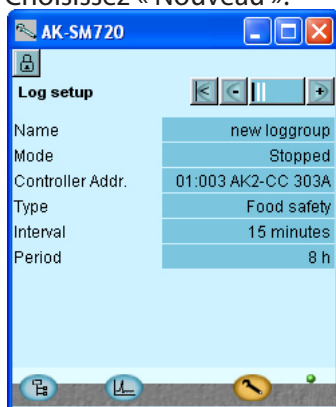 Choisissez « Nouveau ».
AK-SM720
Log setup
Name new loggroup
Mode Stopped
Controller Addr. 01:003 AK2-CC 303A
Type Food safety
Interval 15 minutes
Period 8 h